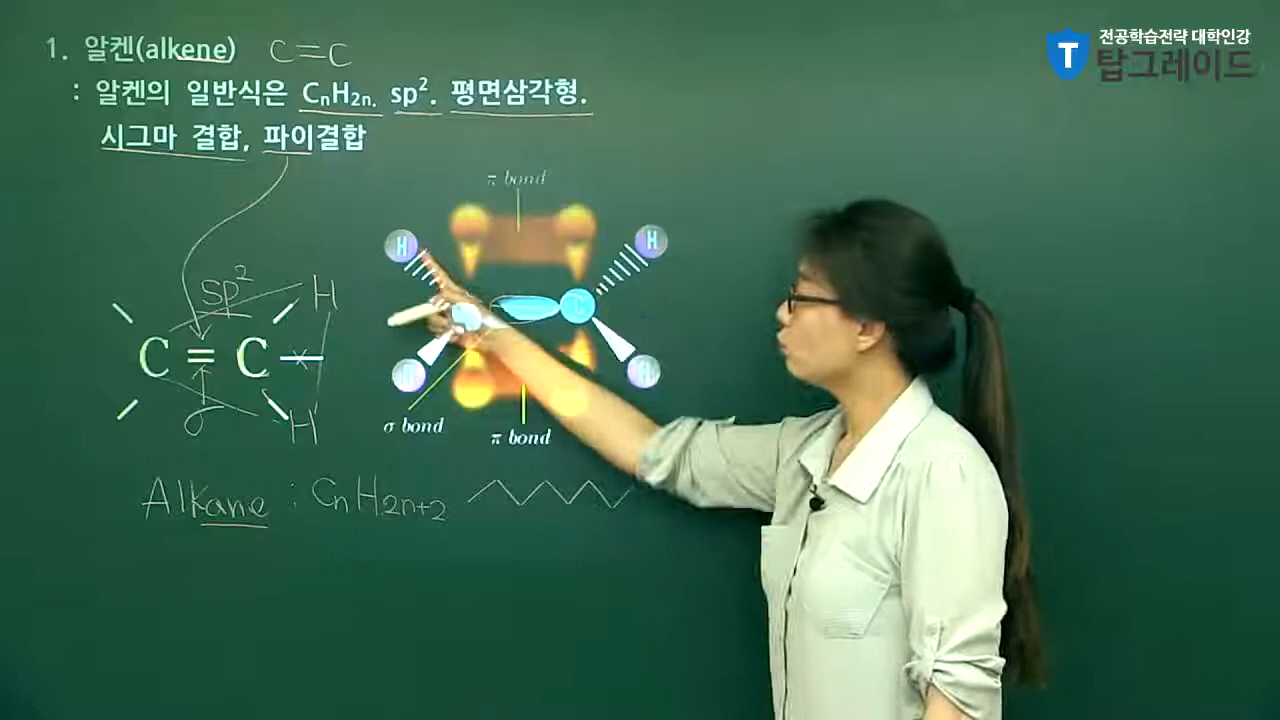 1. 알켄(alkene) C=C
: 알켄의 일반식은 CnH2n. sp². 평면삼각형.
시그마 결합, 파이결합
전공학습전략 대학인강
T 탑그레이드
π bond
H H
sp² H
C = C
C
H
σ
H
σ bond
π bond
Alkane : CnH2n+2